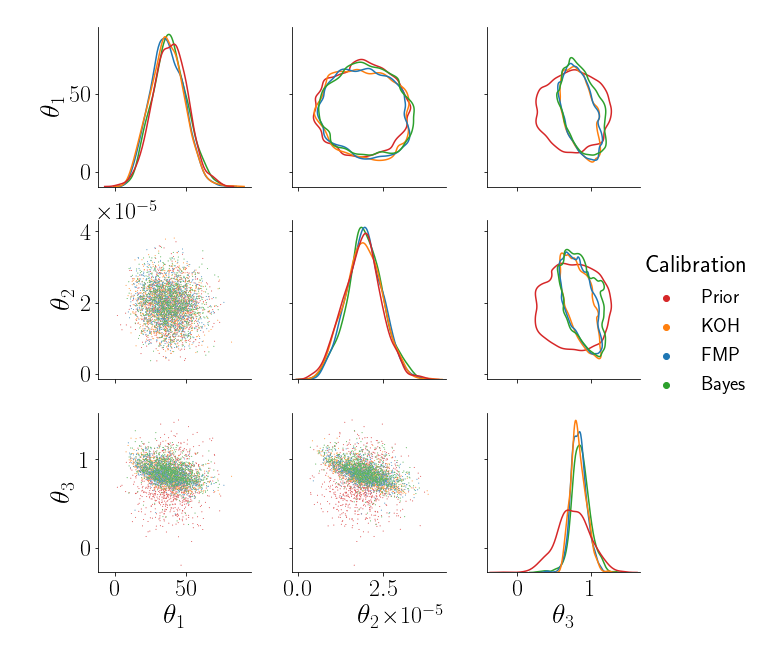 θ₁
50
0
×10⁻⁵
θ₂
4
2
0
Calibration
Prior
KOH
FMP
Bayes
θ₃
1
0
0 50
0.0 2.5
0 1
θ₁
θ₂ ×10⁻⁵
θ₃